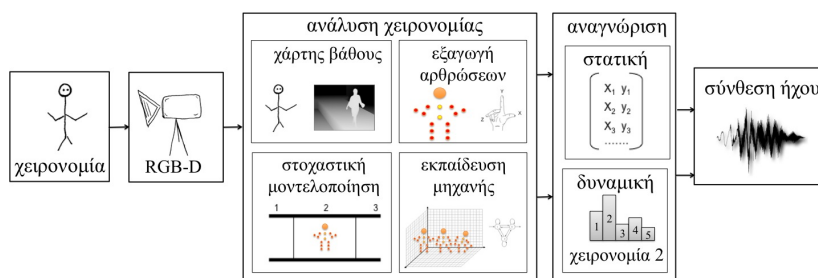 χειρονομία
RGB-D
ανάλυση χειρονομίας
χάρτης βάθους
εξαγωγή
αρθρώσεων
Y
Z
X
στοχαστική
μοντελοποίηση
1 2 3
εκπαίδευση
μηχανής
αναγνώριση
στατική
X1 y1
X2 y2
X3 y3
.......
δυναμική
1 2 3 4 5
χειρονομία 2
σύνθεση ήχου